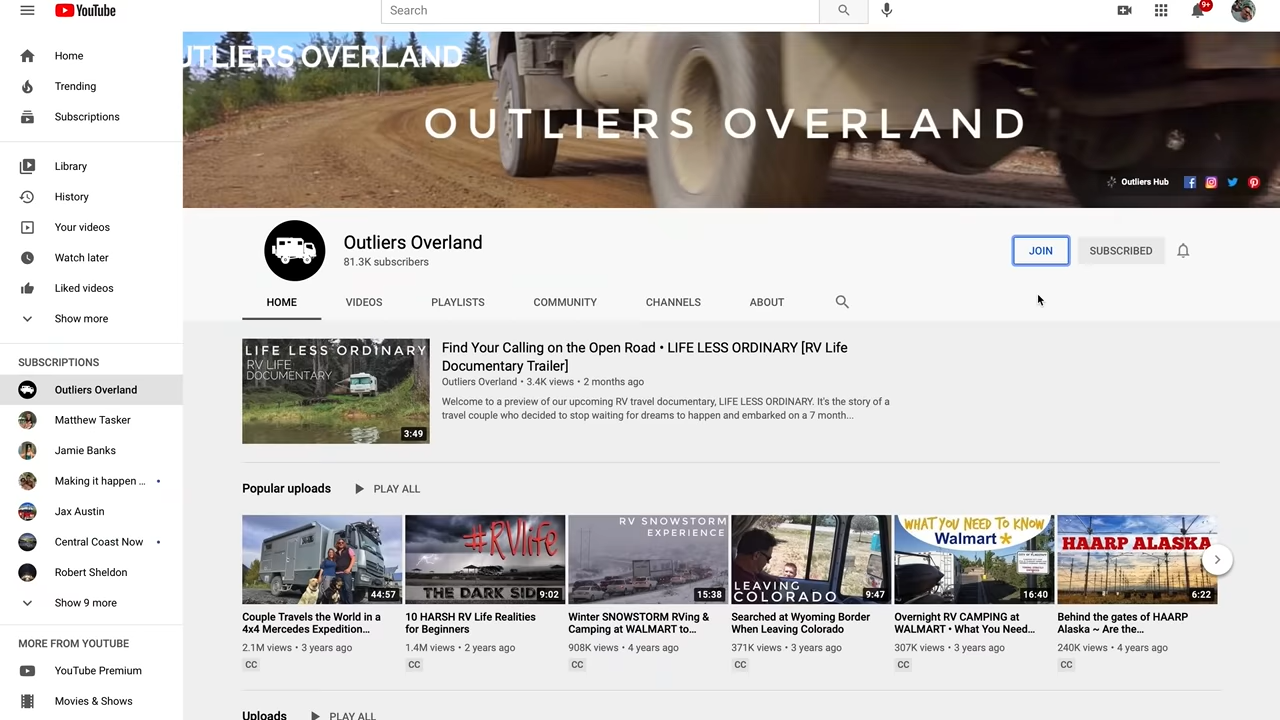 YouTube
Search
9+
Home
Trending
Subscriptions
Library
History
Your videos
Watch later
Liked videos
Show more
SUBSCRIPTIONS
Outliers Overland
Matthew Tasker
Jamie Banks
Making it happen ...
Jax Austin
Central Coast Now
Robert Sheldon
Show 9 more
MORE FROM YOUTUBE
YouTube Premium
Movies & Shows
UTLIERS OVERLAND
OUTLIERS OVERLAND
Outliers Hub
Outliers Overland
81.3K subscribers
JOIN
SUBSCRIBED
HOME VIDEOS PLAYLISTS COMMUNITY CHANNELS ABOUT
LIFE LESS ORDINARY
RV LIFE
DOCUMENTARY
3:49
Find Your Calling on the Open Road • LIFE LESS ORDINARY [RV Life
Documentary Trailer]
Outliers Overland • 3.4K views • 2 months ago
Welcome to a preview of our upcoming RV travel documentary, LIFE LESS ORDINARY. It's the story of a
travel couple who decided to stop waiting for dreams to happen and embarked on a 7 month...
Popular uploads
PLAY ALL
44:57
Couple Travels the World in a
4x4 Mercedes Expedition...
2.1M views • 3 years ago
CC
#RVlife
THE DARK SIDE
9:02
10 HARSH RV Life Realities
for Beginners
1.4M views • 2 years ago
CC
RV SNOWSTORM
EXPERIENCE
15:38
Winter SNOWSTORM RVing &
Camping at WALMART to...
908K views • 4 years ago
CC
LEAVING
COLORADO
9:47
Searched at Wyoming Border
When Leaving Colorado
371K views • 3 years ago
CC
WHAT YOU NEED TO KNOW
Walmart
16:40
Overnight RV CAMPING at
WALMART • What You Need...
307K views • 3 years ago
CC
HAARP ALASKA
6:22
Behind the gates of HAARP
Alaska ~ Are the...
240K views • 4 years ago
CC
Uploads
PLAY ALL